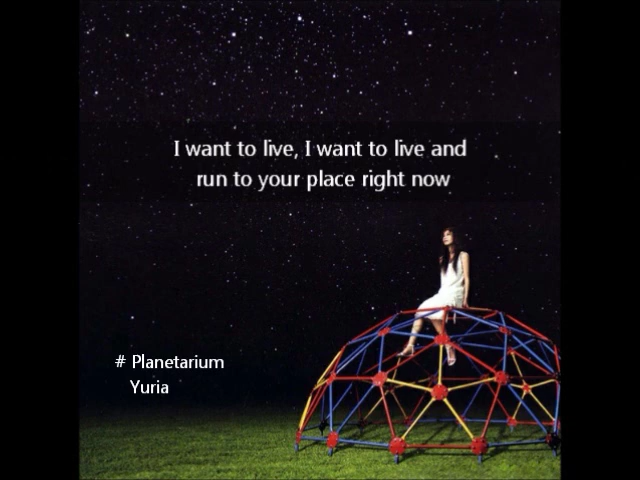 I want to live, I want to live and
run to your place right now
# Planetarium
Yuria